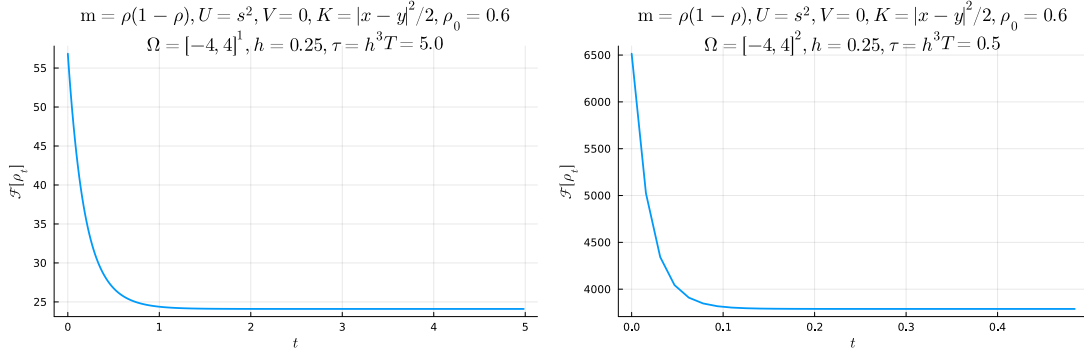 m = ρ(1 − ρ), U = s², V = 0, K = |x − y|²/2, ρ₀ = 0.6
Ω = [−4, 4]¹, h = 0.25, τ = h³T = 5.0
55
50
45
40
35
30
25
ℱ[ρₜ]
0 1 2 3 4 5
t
m = ρ(1 − ρ), U = s², V = 0, K = |x − y|²/2, ρ₀ = 0.6
Ω = [−4, 4]², h = 0.25, τ = h³T = 0.5
6500
6000
5500
5000
4500
4000
ℱ[ρₜ]
0.0 0.1 0.2 0.3 0.4
t